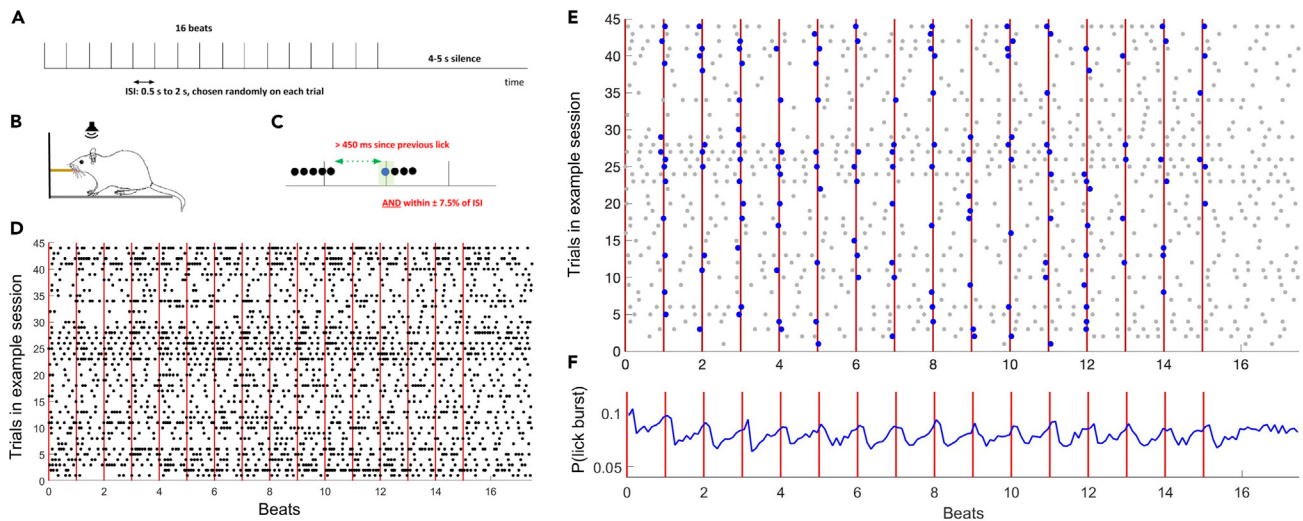 A
16 beats
4-5 s silence
time
ISI: 0.5 s to 2 s, chosen randomly on each trial
B
C
> 450 ms since previous lick
AND within ± 7.5% of ISI
D
Trials in example session
45
40
35
30
25
20
15
10
5
0
0 2 4 6 8 10 12 14 16
Beats
E
Trials in example session
45
40
35
30
25
20
15
10
5
0
0 2 4 6 8 10 12 14 16
F
P(lick burst)
0.1
0.05
0 2 4 6 8 10 12 14 16
Beats